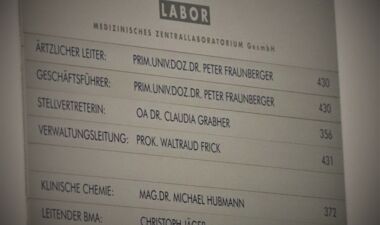 LABOR
MEDIZINISCHES ZENTRALLABORATORIUM GesmbH
ÄRZTLICHER LEITER: PRIM.UNIV.DOZ.DR. PETER FRAUNBERGER 430
GESCHÄFTSFÜHRER: PRIM.UNIV.DOZ.DR. PETER FRAUNBERGER 430
STELLVERTRETERIN: OA DR. CLAUDIA GRABHER 356
VERWALTUNGSLEITUNG: PROK. WALTRAUD FRICK 431
KLINISCHE CHEMIE: MAG.DR. MICHAEL HUBMANN 372
LEITENDER BMA: CHRISTOPH JÄGER